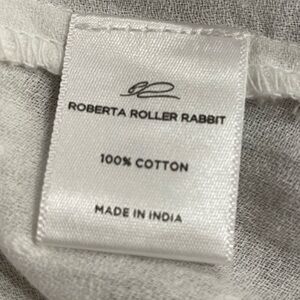 ROBERTA ROLLER RABBIT
100% COTTON
MADE IN INDIA